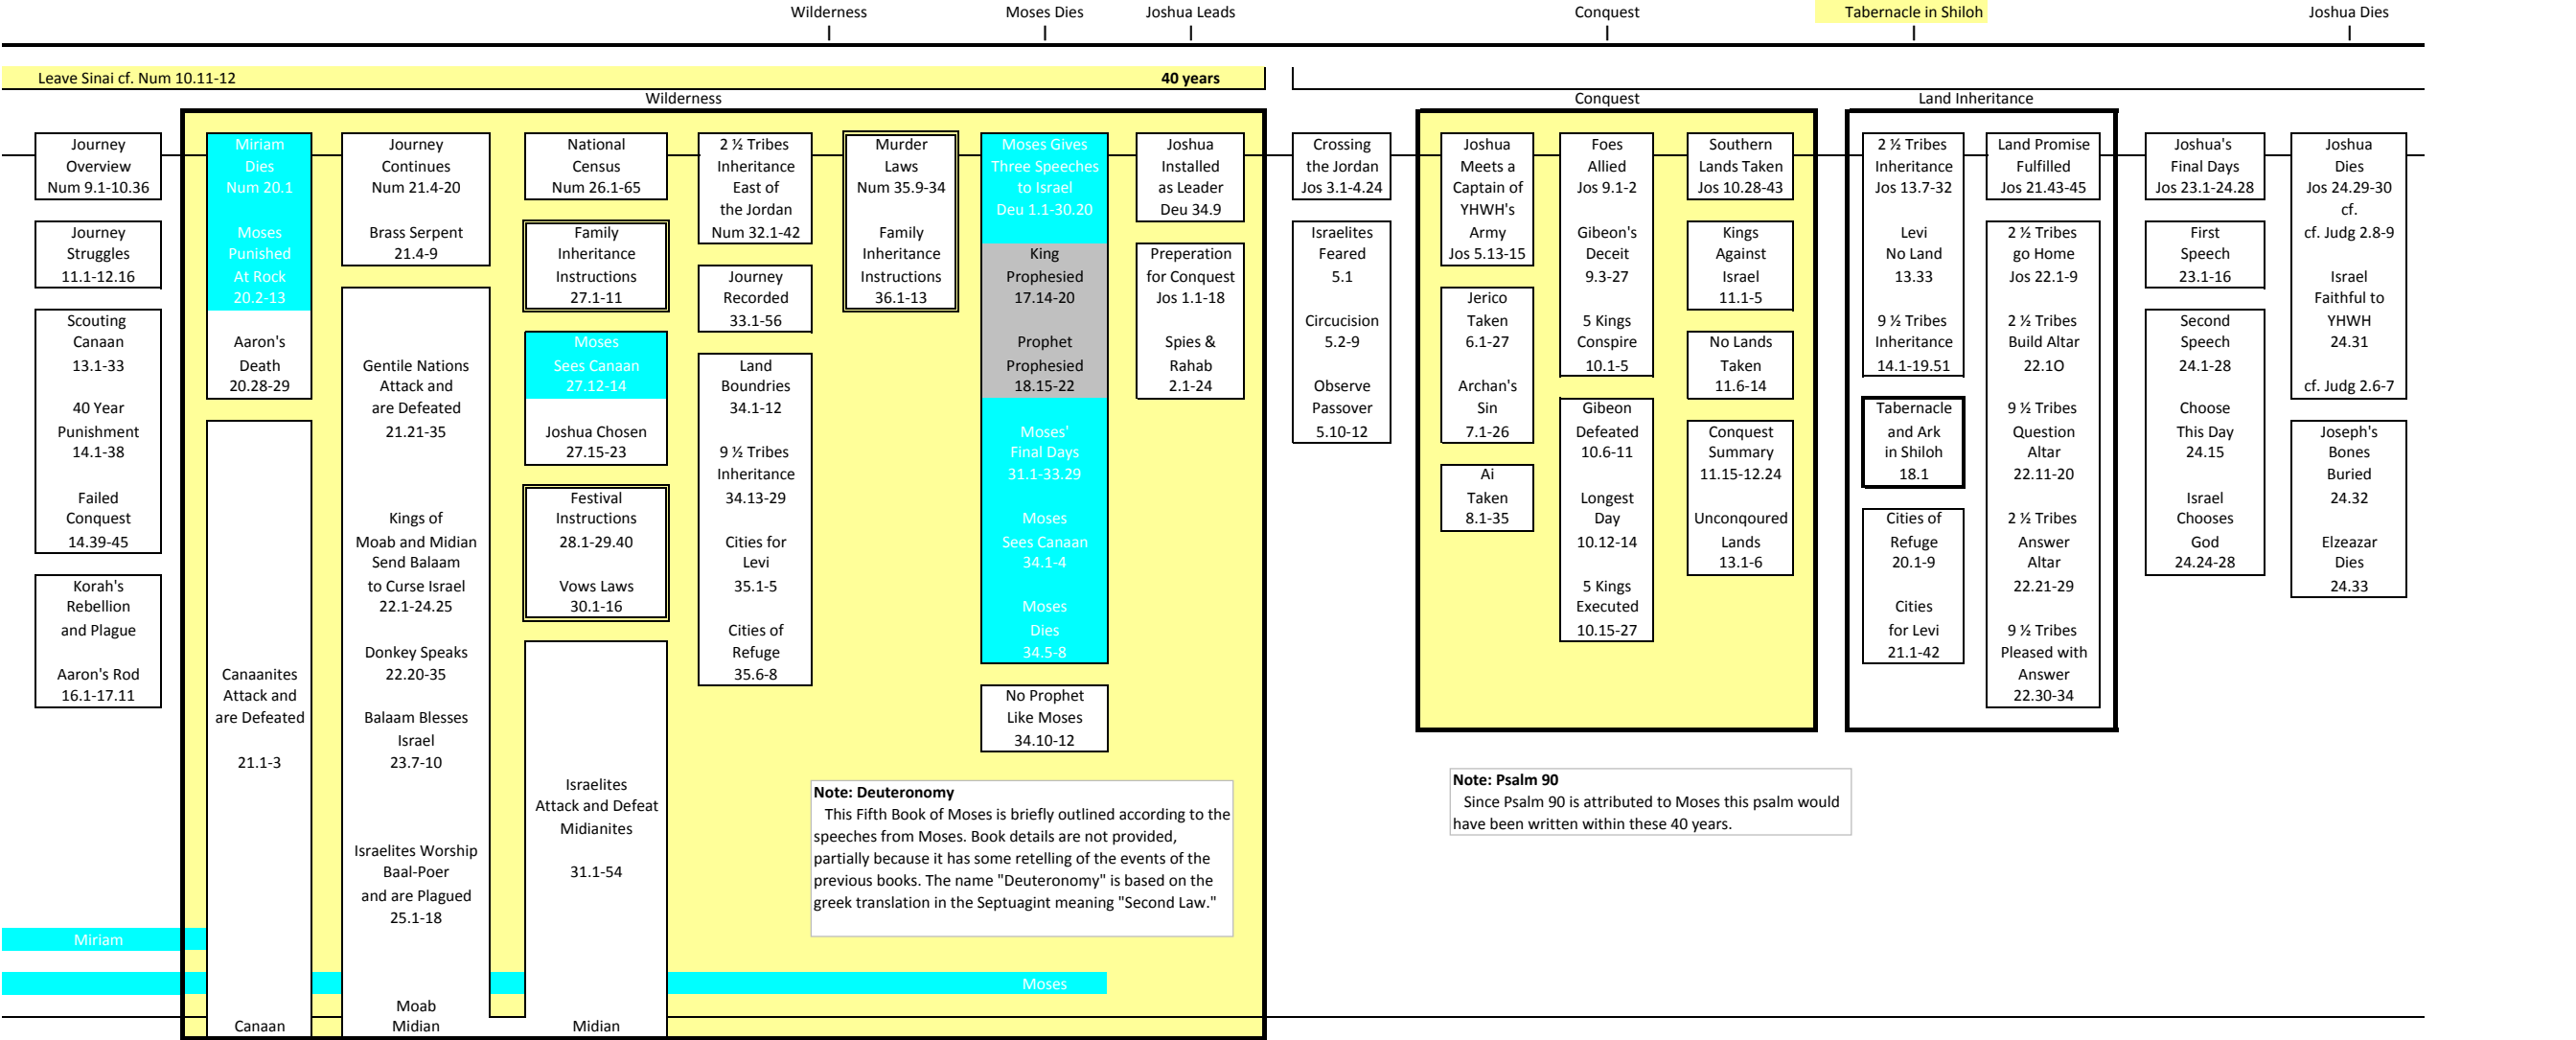 Wilderness
Moses Dies
Joshua Leads
Conquest
Tabernacle in Shiloh
Joshua Dies
Leave Sinai cf. Num 10.11-12
40 years
Wilderness
Conquest
Land Inheritance
Journey
Overview
Num 9.1-10.36
Journey
Struggles
11.1-12.16
Scouting
Canaan
13.1-33
40 Year
Punishment
14.1-38
Failed
Conquest
14.39-45
Korah's
Rebellion
and Plague
Aaron's Rod
16.1-17.11
Miriam
Dies
Num 20.1
Moses
Punished
At Rock
20.2-13
Aaron's
Death
20.28-29
Canaanites
Attack and
are Defeated
21.1-3
Canaan
Journey
Continues
Num 21.4-20
Brass Serpent
21.4-9
Gentile Nations
Attack and
are Defeated
21.21-35
Kings of
Moab and Midian
Send Balaam
to Curse Israel
22.1-24.25
Donkey Speaks
22.20-35
Balaam Blesses
Israel
23.7-10
Israelites Worship
Baal-Poer
and are Plagued
25.1-18
Moab
Midian
National
Census
Num 26.1-65
Family
Inheritance
Instructions
27.1-11
Moses
Sees Canaan
27.12-14
Joshua Chosen
27.15-23
Festival
Instructions
28.1-29.40
Vows Laws
30.1-16
Israelites
Attack and Defeat
Midianites
31.1-54
Midian
2 ½ Tribes
Inheritance
East of
the Jordan
Num 32.1-42
Journey
Recorded
33.1-56
Land
Boundries
34.1-12
9 ½ Tribes
Inheritance
34.13-29
Cities for
Levi
35.1-5
Cities of
Refuge
35.6-8
Murder
Laws
Num 35.9-34
Family
Inheritance
Instructions
36.1-13
Moses Gives
Three Speeches
to Israel
Deu 1.1-30.20
King
Prophesied
17.14-20
Prophet
Prophesied
18.15-22
Moses'
Final Days
31.1-33.29
Moses
Sees Canaan
34.1-4
Moses
Dies
34.5-8
No Prophet
Like Moses
34.10-12
Joshua
Installed
as Leader
Deu 34.9
Preperation
for Conquest
Jos 1.1-18
Spies &
Rahab
2.1-24
Note: Deuteronomy
This Fifth Book of Moses is briefly outlined according to the
speeches from Moses. Book details are not provided,
partially because it has some retelling of the events of the
previous books. The name "Deuteronomy" is based on the
greek translation in the Septuagint meaning "Second Law."
Miriam
Moses
Crossing
the Jordan
Jos 3.1-4.24
Israelites
Feared
5.1
Circucision
5.2-9
Observe
Passover
5.10-12
Joshua
Meets a
Captain of
YHWH's
Army
Jos 5.13-15
Jerico
Taken
6.1-27
Archan's
Sin
7.1-26
Ai
Taken
8.1-35
Foes
Allied
Jos 9.1-2
Gibeon's
Deceit
9.3-27
5 Kings
Conspire
10.1-5
Gibeon
Defeated
10.6-11
Longest
Day
10.12-14
5 Kings
Executed
10.15-27
Southern
Lands Taken
Jos 10.28-43
Kings
Against
Israel
11.1-5
No Lands
Taken
11.6-14
Conquest
Summary
11.15-12.24
Unconqoured
Lands
13.1-6
2 ½ Tribes
Inheritance
Jos 13.7-32
Levi
No Land
13.33
9 ½ Tribes
Inheritance
14.1-19.51
Tabernacle
and Ark
in Shiloh
18.1
Cities of
Refuge
20.1-9
Cities
for Levi
21.1-42
Land Promise
Fulfilled
Jos 21.43-45
2 ½ Tribes
go Home
Jos 22.1-9
2 ½ Tribes
Build Altar
22.1O
9 ½ Tribes
Question
Altar
22.11-20
2 ½ Tribes
Answer
Altar
22.21-29
9 ½ Tribes
Pleased with
Answer
22.30-34
Joshua's
Final Days
Jos 23.1-24.28
First
Speech
23.1-16
Second
Speech
24.1-28
Choose
This Day
24.15
Israel
Chooses
God
24.24-28
Joshua
Dies
Jos 24.29-30
cf.
cf. Judg 2.8-9
Israel
Faithful to
YHWH
24.31
cf. Judg 2.6-7
Joseph's
Bones
Buried
24.32
Elzeazar
Dies
24.33
Note: Psalm 90
Since Psalm 90 is attributed to Moses this psalm would
have been written within these 40 years.